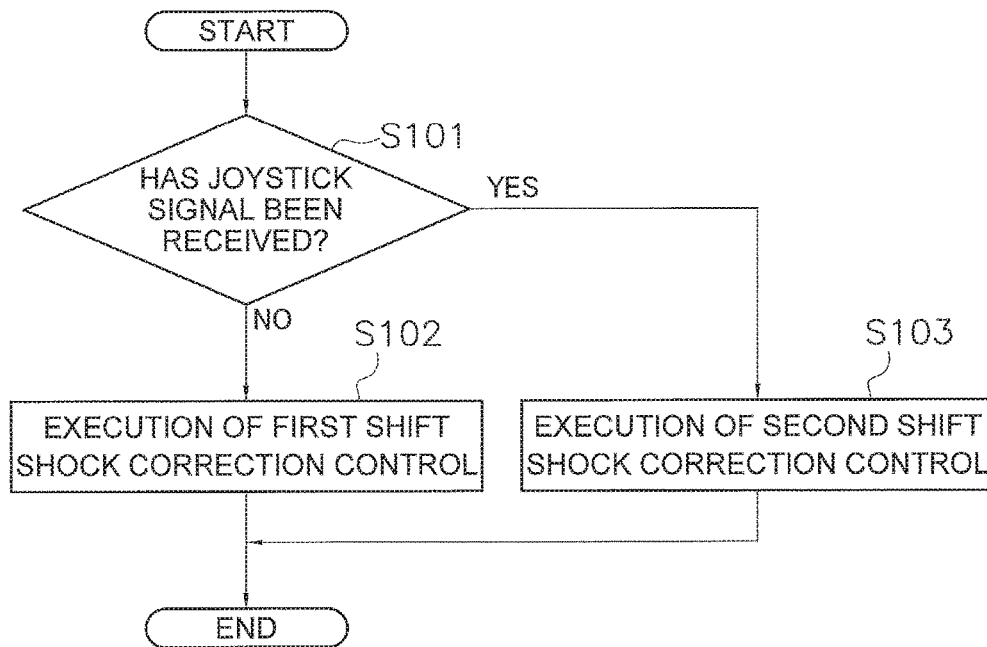 START
S101
HAS JOYSTICK
SIGNAL BEEN
RECEIVED?
YES
NO
S102
S103
EXECUTION OF FIRST SHIFT
SHOCK CORRECTION CONTROL
EXECUTION OF SECOND SHIFT
SHOCK CORRECTION CONTROL
END